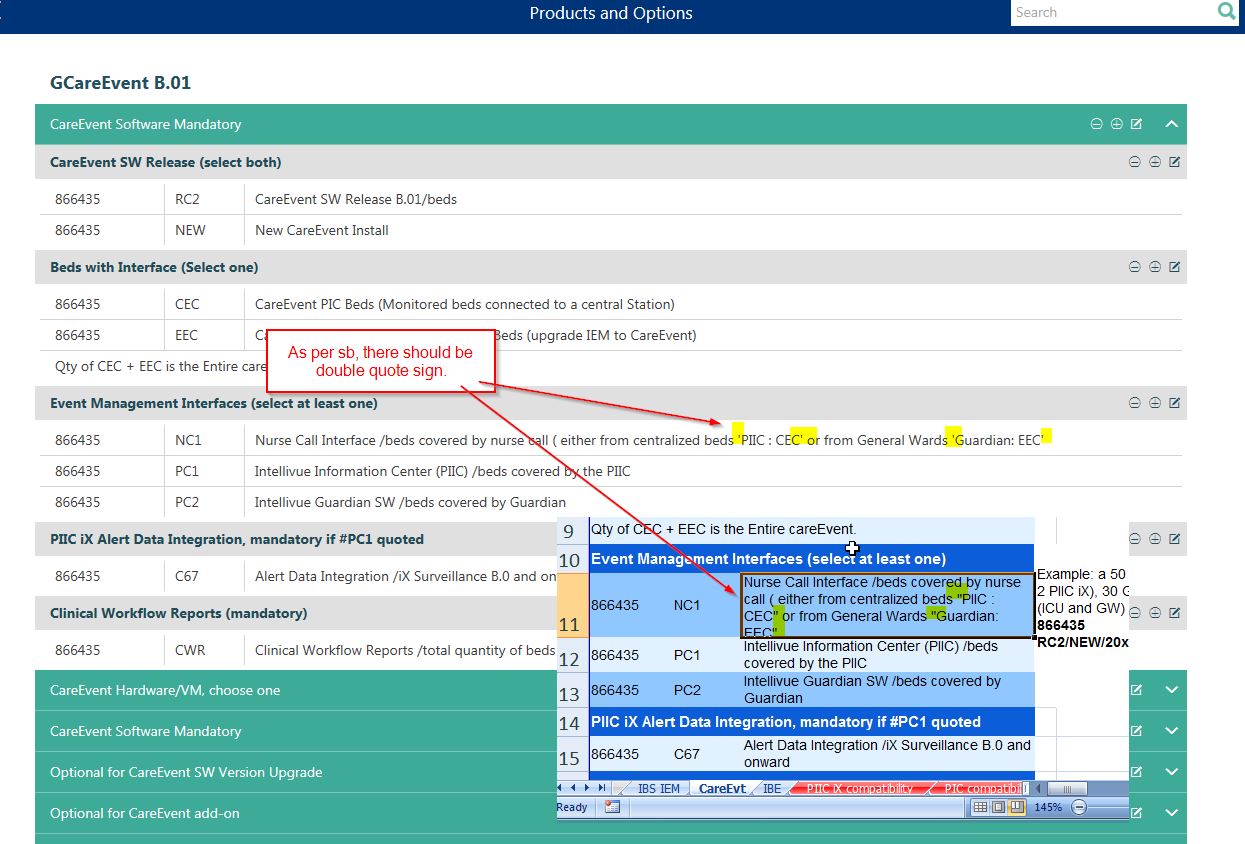 Products and Options
Search
GCareEvent B.01
CareEvent Software Mandatory
CareEvent SW Release (select both)
866435 RC2 CareEvent SW Release B.01/beds
866435 NEW New CareEvent Install
Beds with Interface (Select one)
866435 CEC CareEvent PIC Beds (Monitored beds connected to a central Station)
866435 EEC Ca Beds (upgrade IEM to CareEvent)
As per sb, there should be
double quote sign.
Qty of CEC + EEC is the Entire care
Event Management Interfaces (select at least one)
866435 NC1 Nurse Call Interface /beds covered by nurse call ( either from centralized beds 'PIIC : CEC' or from General Wards 'Guardian: EEC'
866435 PC1 Intellivue Information Center (PIIC) /beds covered by the PIIC
866435 PC2 Intellivue Guardian SW /beds covered by Guardian
PIIC iX Alert Data Integration, mandatory if #PC1 quoted
866435 C67 Alert Data Integration /iX Surveillance B.0 and on
Clinical Workflow Reports (mandatory)
866435 CWR Clinical Workflow Reports /total quantity of beds
CareEvent Hardware/VM, choose one
CareEvent Software Mandatory
Optional for CareEvent SW Version Upgrade
Optional for CareEvent add-on
9 Qty of CEC + EEC is the Entire careEvent.
10 Event Management Interfaces (select at least one)
11 866435 NC1 Nurse Call Interface /beds covered by nurse
call ( either from centralized beds "PIIC :
CEC" or from General Wards "Guardian:
EEC"
Example: a 50
2 PIIC iX), 30 G
(ICU and GW)
866435
RC2/NEW/20x
12 866435 PC1 Intellivue Information Center (PIIC) /beds
covered by the PIIC
13 866435 PC2 Intellivue Guardian SW /beds covered by
Guardian
14 PIIC iX Alert Data Integration, mandatory if #PC1 quoted
15 866435 C67 Alert Data Integration /iX Surveillance B.0 and
onward
IBS IEM CareEvt IBE PIIC iX compatibility PIC compatibil
Ready 145%